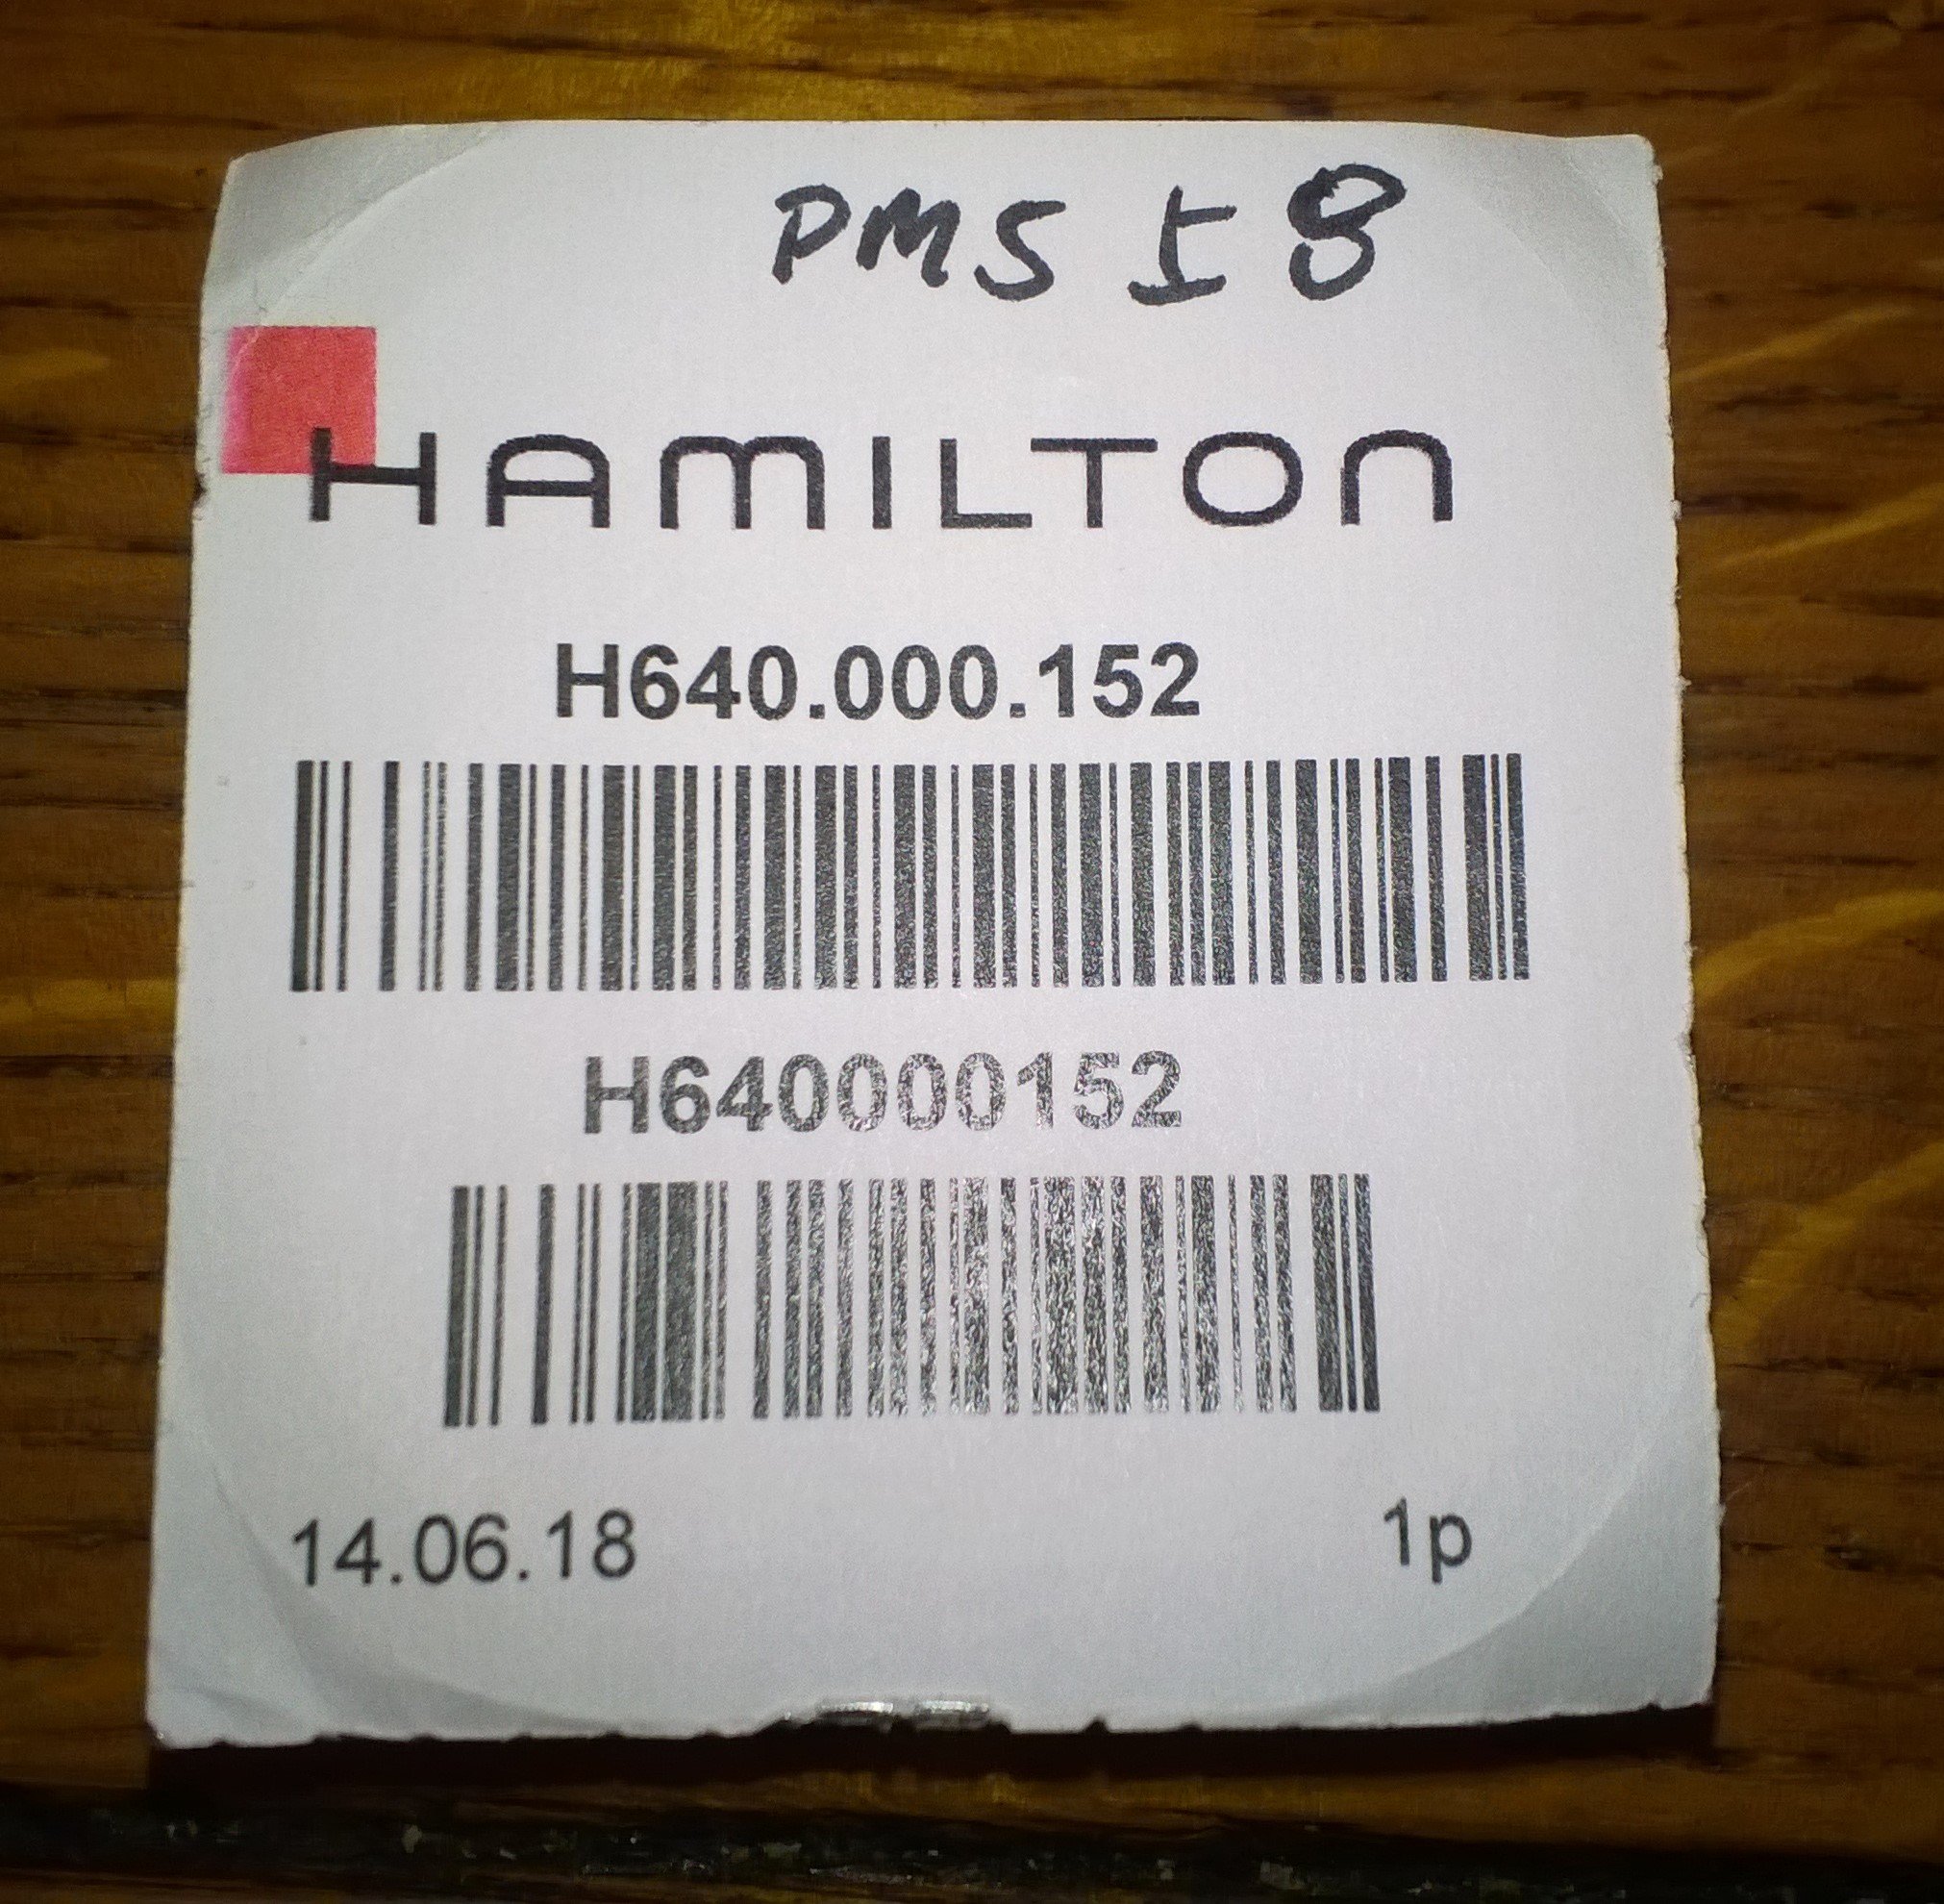 PMS 58
HAMILTON
H640.000.152
H640000152
14.06.18 1p